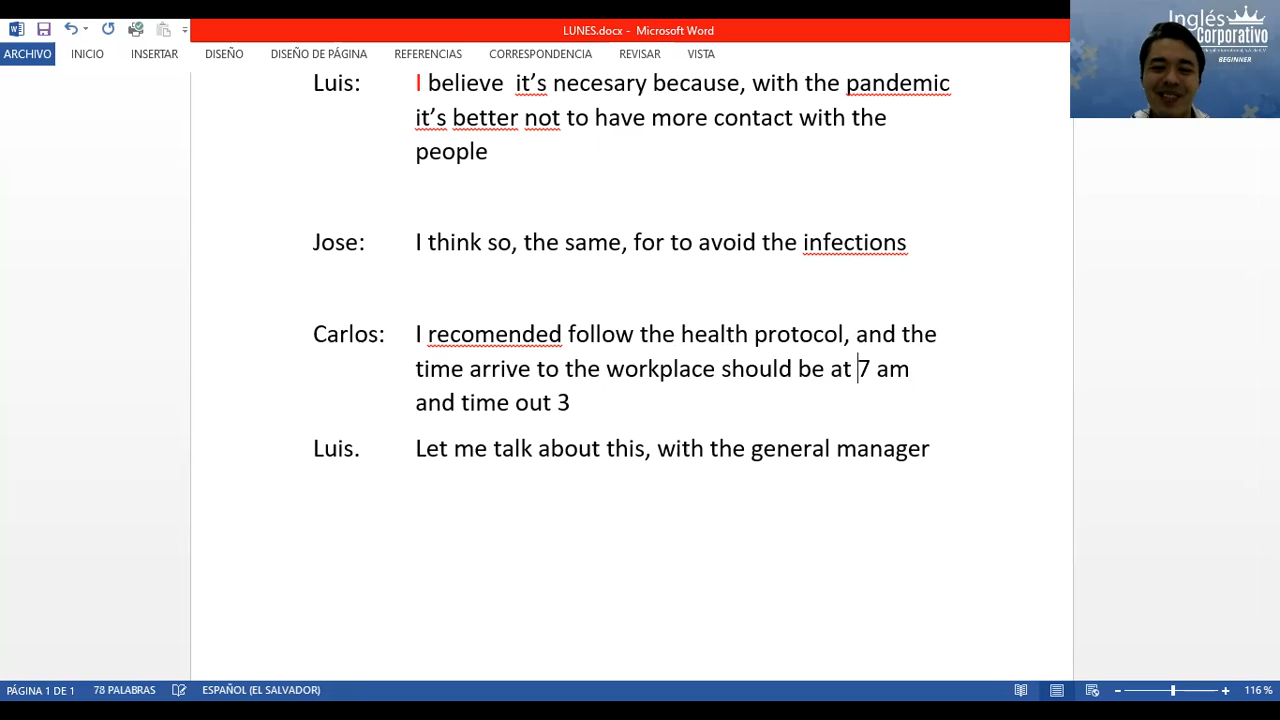 LUNES.docx - Microsoft Word
ARCHIVO INICIO INSERTAR DISEÑO DISEÑO DE PÁGINA REFERENCIAS CORRESPONDENCIA REVISAR VISTA
Inglés
Corporativo
BEGINNER
Luis: I believe it's necesary because, with the pandemic
it's better not to have more contact with the
people
Jose: I think so, the same, for to avoid the infections
Carlos: I recomended follow the health protocol, and the
time arrive to the workplace should be at 7 am
and time out 3
Luis. Let me talk about this, with the general manager
PÁGINA 1 DE 1 78 PALABRAS ESPAÑOL (EL SALVADOR) 116 %